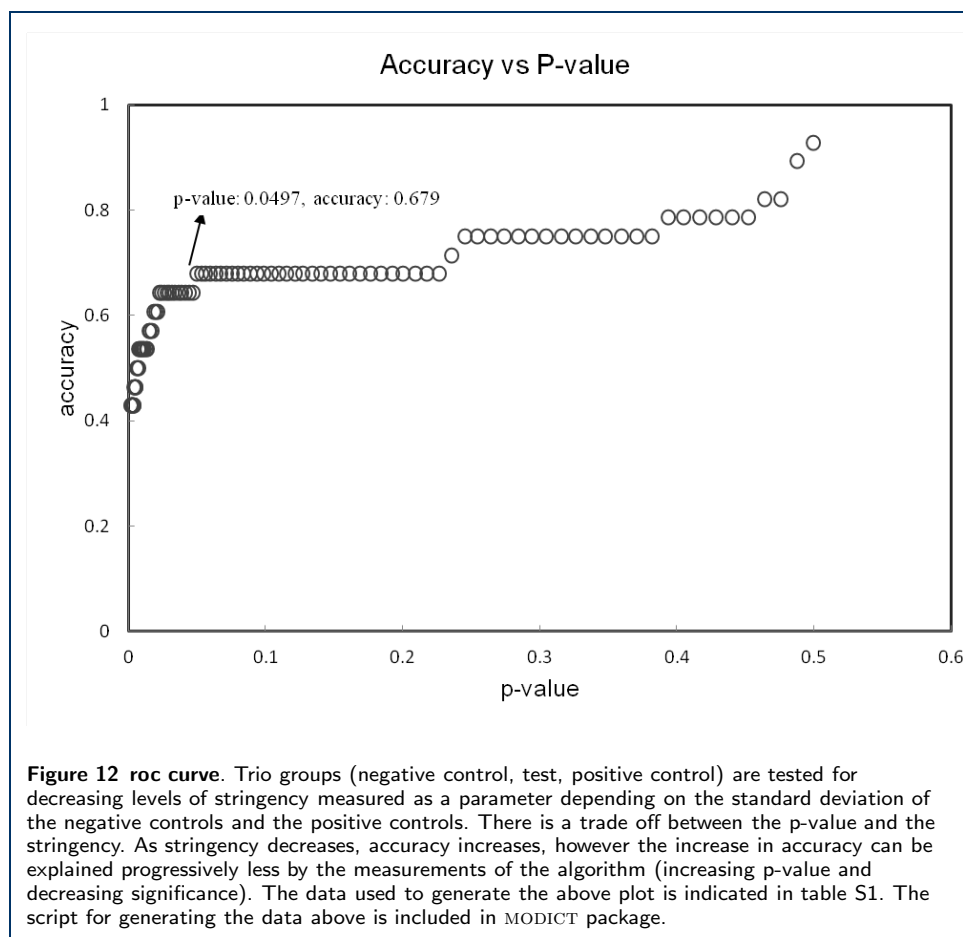 Accuracy vs P-value
1
p-value: 0.0497, accuracy: 0.679
0.8
0.6
accuracy
0.4
0.2
0
0
0.1
0.2
0.3
0.4
0.5
0.6
p-value
Figure 12 roc curve. Trio groups (negative control, test, positive control) are tested for
decreasing levels of stringency measured as a parameter depending on the standard deviation of
the negative controls and the positive controls. There is a trade off between the p-value and the
stringency. As stringency decreases, accuracy increases, however the increase in accuracy can be
explained progressively less by the measurements of the algorithm (increasing p-value and
decreasing significance). The data used to generate the above plot is indicated in table S1. The
script for generating the data above is included in MODICT package.